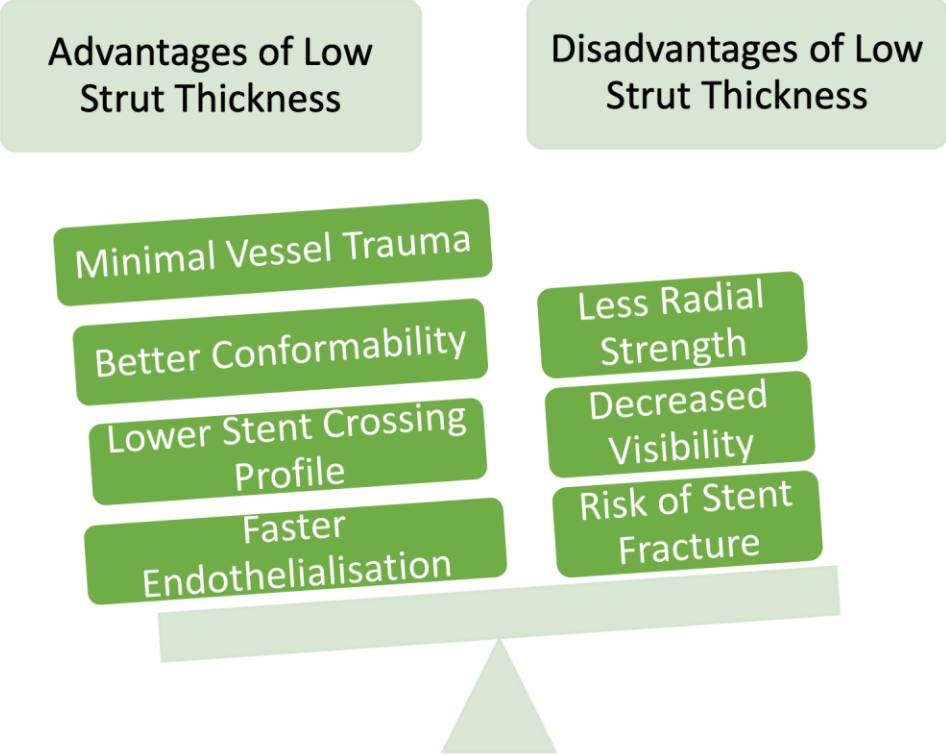 Advantages of Low
Strut Thickness
Disadvantages of Low
Strut Thickness
Minimal Vessel Trauma
Better Conformability
Lower Stent Crossing
Profile
Faster
Endothelialisation
Less Radial
Strength
Decreased
Visibility
Risk of Stent
Fracture